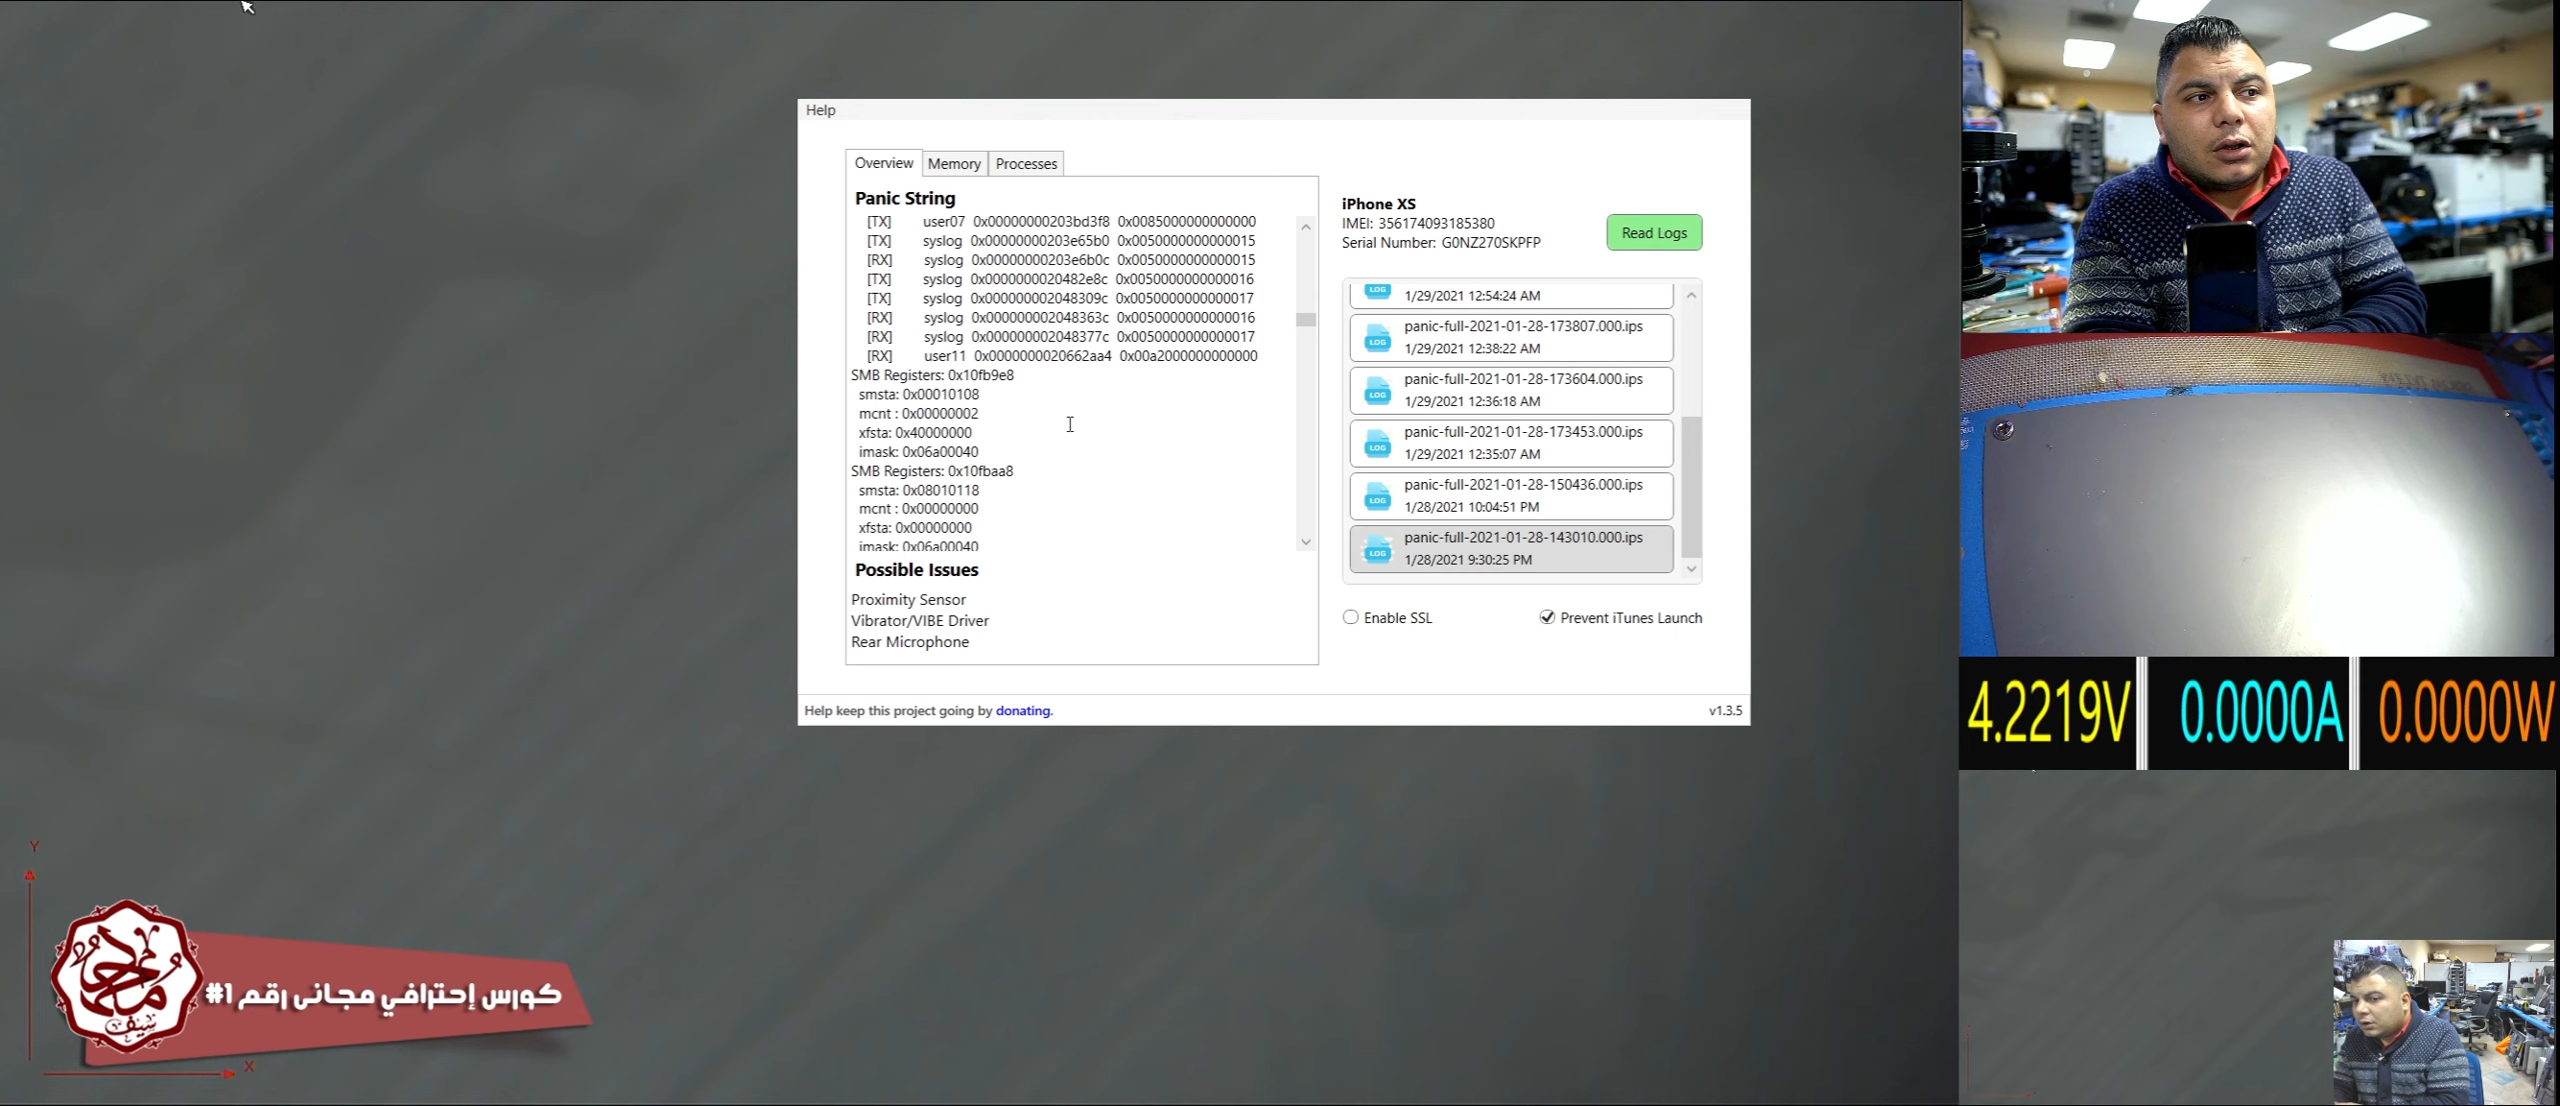 Help
Overview
Memory
Processes
Panic String
[TX] user07 0x00000000203bd3f8 0x0085000000000000
[TX] syslog 0x00000000203e65b0 0x0050000000000015
[RX] syslog 0x00000000203e6b0c 0x0050000000000015
[TX] syslog 0x0000000020482e8c 0x0050000000000016
[TX] syslog 0x000000002048309c 0x0050000000000017
[RX] syslog 0x000000002048363c 0x0050000000000016
[RX] syslog 0x000000002048377c 0x0050000000000017
[RX] user11 0x0000000020662aa4 0x00a2000000000000
SMB Registers: 0x10fb9e8
smsta: 0x00010108
mcnt : 0x00000002
xfsta: 0x40000000
imask: 0x06a00040
SMB Registers: 0x10fbaa8
smsta: 0x08010118
mcnt : 0x00000000
xfsta: 0x00000000
imask: 0x06a00040
Possible Issues
Proximity Sensor
Vibrator/VIBE Driver
Rear Microphone
iPhone XS
IMEI: 356174093185380
Serial Number: G0NZ270SKPFP
Read Logs
LOG
1/29/2021 12:54:24 AM
LOG
panic-full-2021-01-28-173807.000.ips
1/29/2021 12:38:22 AM
LOG
panic-full-2021-01-28-173604.000.ips
1/29/2021 12:36:18 AM
LOG
panic-full-2021-01-28-173453.000.ips
1/29/2021 12:35:07 AM
LOG
panic-full-2021-01-28-150436.000.ips
1/28/2021 10:04:51 PM
LOG
panic-full-2021-01-28-143010.000.ips
1/28/2021 9:30:25 PM
Enable SSL
Prevent iTunes Launch
Help keep this project going by donating.
v1.3.5
4.2219V
0.0000A
0.0000W
Y
X
سيف
كورس إحترافي مجانى رقم 1#